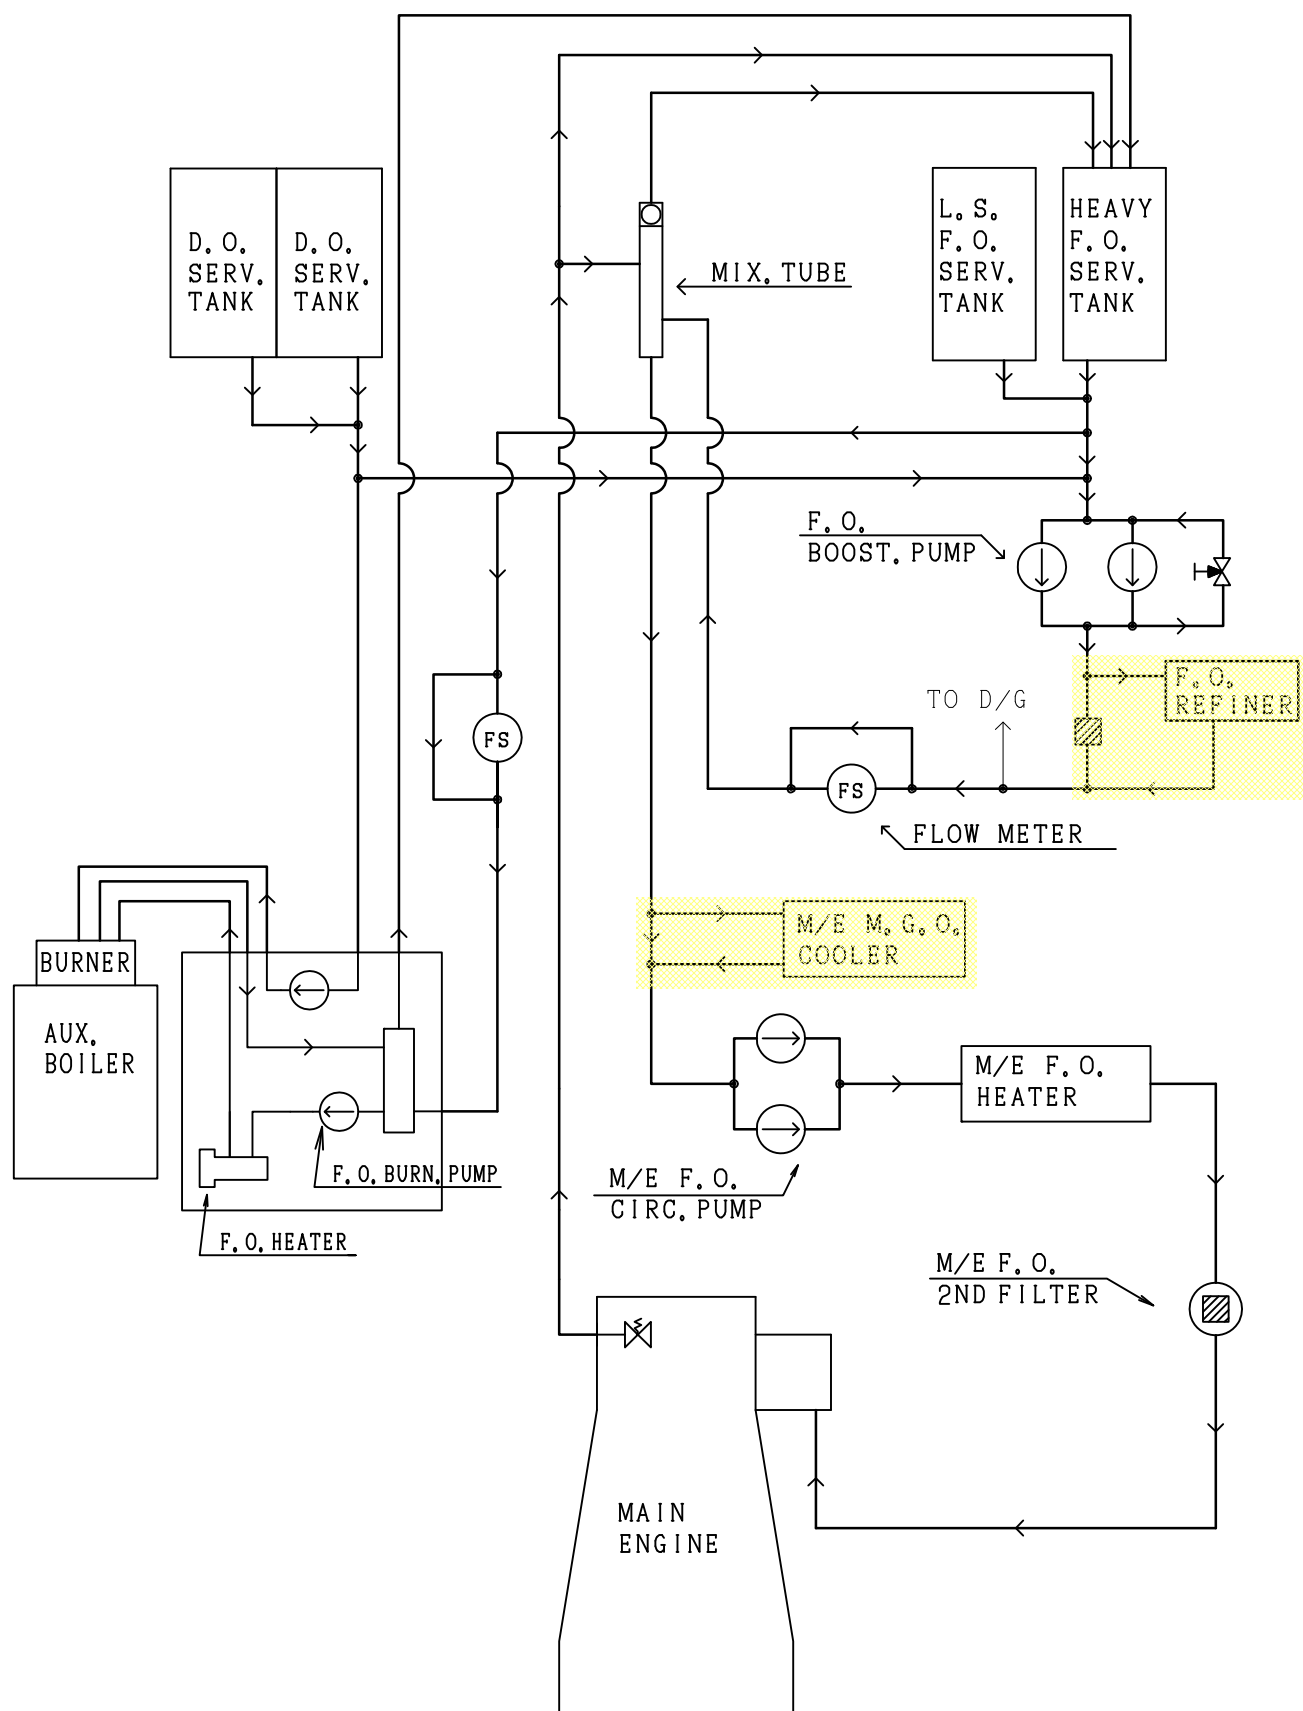 D.O.
SERV.
TANK
D.O.
SERV.
TANK
MIX. TUBE
L.S.
F.O.
SERV.
TANK
HEAVY
F.O.
SERV.
TANK
F.O.
BOOST. PUMP
F.O.
REFINER
TO D/G
FS
FS
FLOW METER
M/E M.G.O.
COOLER
BURNER
AUX.
BOILER
M/E F.O.
HEATER
F.O. BURN. PUMP
M/E F.O.
CIRC. PUMP
F.O. HEATER
M/E F.O.
2ND FILTER
MAIN
ENGINE